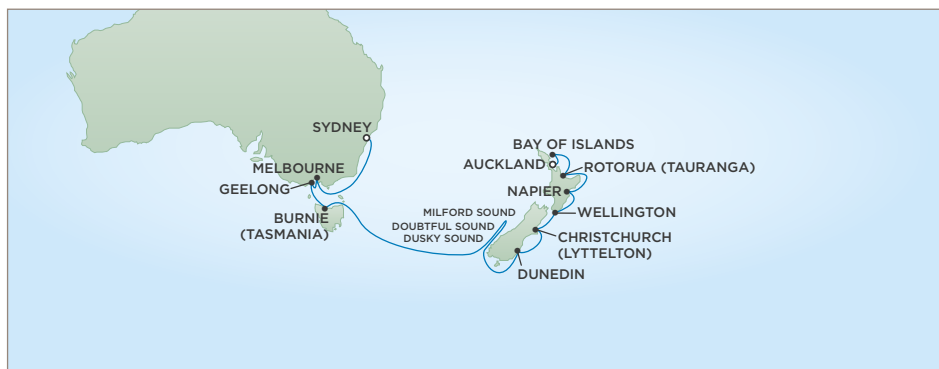 SYDNEY
MELBOURNE
GEELONG
BURNIE
(TASMANIA)
MILFORD SOUND
DOUBTFUL SOUND
DUSKY SOUND
BAY OF ISLANDS
AUCKLAND
ROTORUA (TAURANGA)
NAPIER
WELLINGTON
CHRISTCHURCH
(LYTTELTON)
DUNEDIN